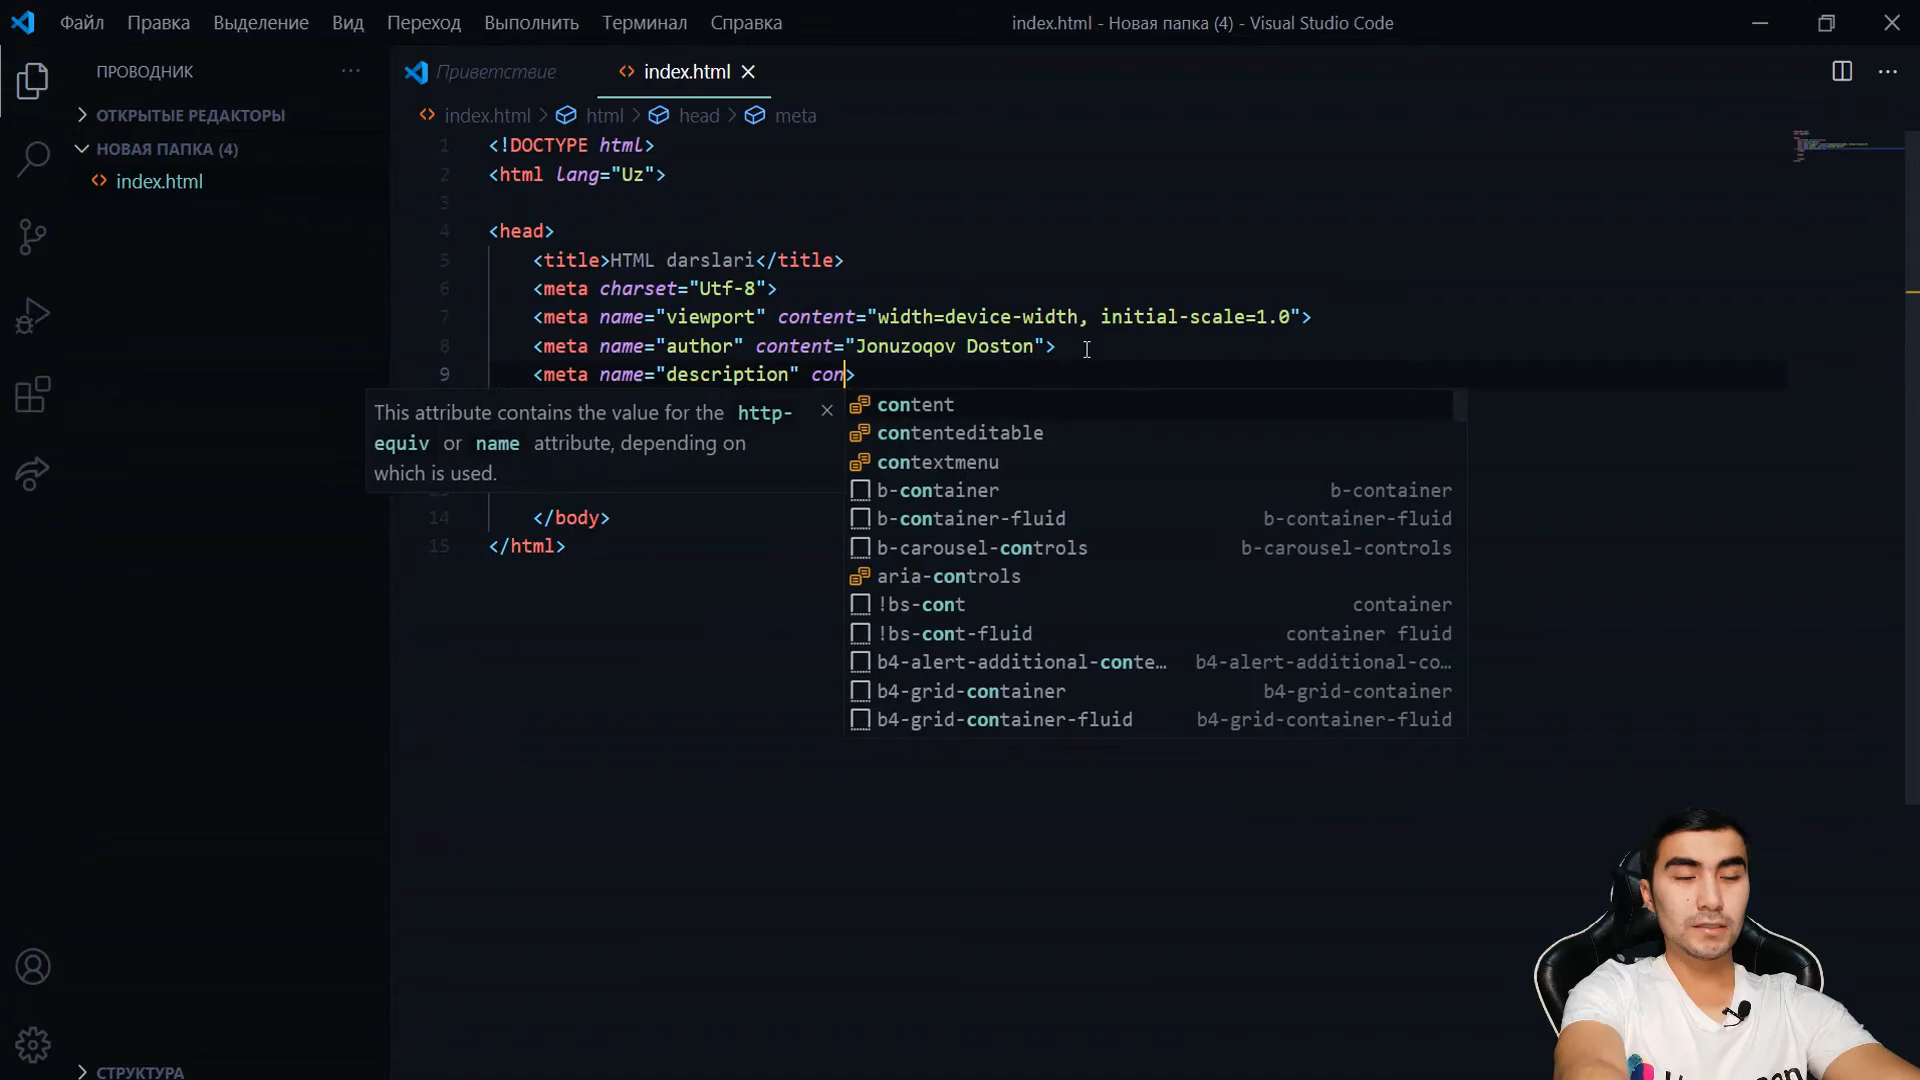 Файл Правка Выделение Вид Переход Выполнить Терминал Справка index.html - Новая папка (4) - Visual Studio Code
ПРОВОДНИК
Приветствие index.html
ОТКРЫТЫЕ РЕДАКТОРЫ
index.html > html > head > meta
НОВАЯ ПАПКА (4)
index.html
1 <!DOCTYPE html>
2 <html lang="Uz">
3
4 <head>
5 <title>HTML darslari</title>
6 <meta charset="Utf-8">
7 <meta name="viewport" content="width=device-width, initial-scale=1.0">
8 <meta name="author" content="Jonuzoqov Doston">
9 <meta name="description" con>
This attribute contains the value for the http-
equiv or name attribute, depending on
which is used.
content
contenteditable
contextmenu
b-container b-container
b-container-fluid b-container-fluid
b-carousel-controls b-carousel-controls
aria-controls
!bs-cont container
!bs-cont-fluid container fluid
b4-alert-additional-conte… b4-alert-additional-co…
b4-grid-container b4-grid-container
b4-grid-container-fluid b4-grid-container-fluid
14 </body>
15 </html>
СТРУКТУРА